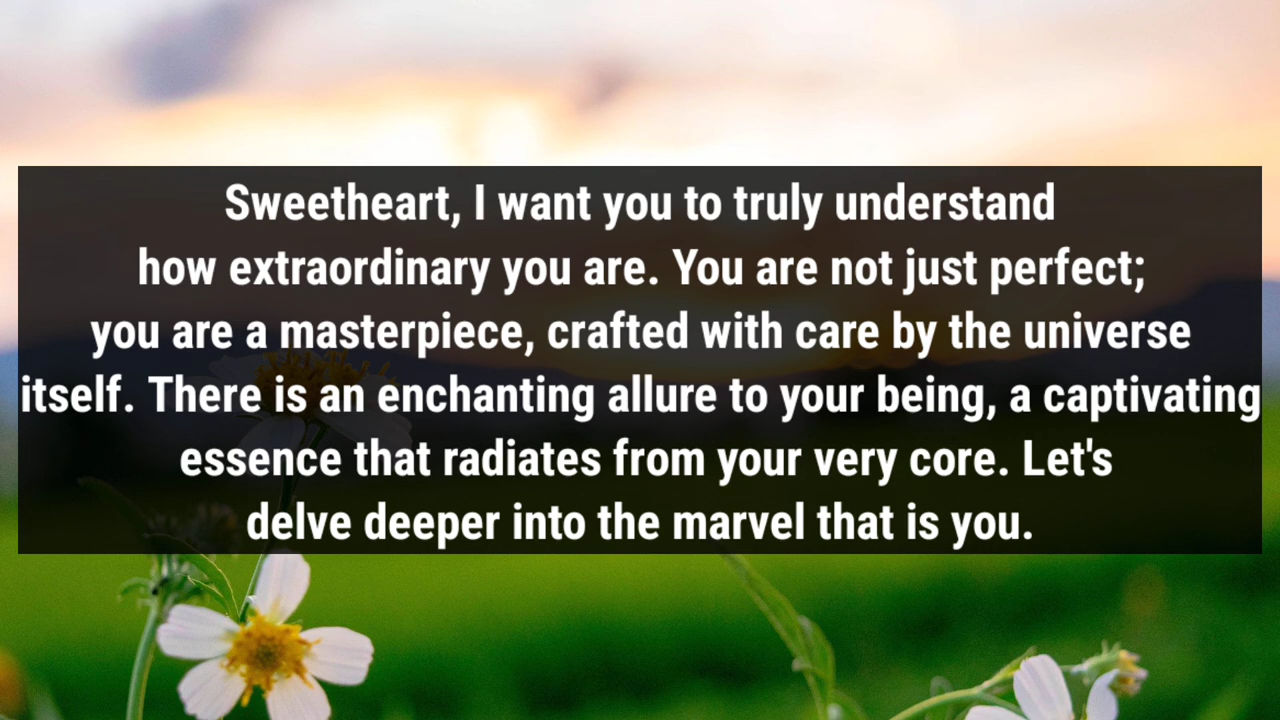 Sweetheart, I want you to truly understand
how extraordinary you are. You are not just perfect;
you are a masterpiece, crafted with care by the universe
itself. There is an enchanting allure to your being, a captivating
essence that radiates from your very core. Let's
delve deeper into the marvel that is you.